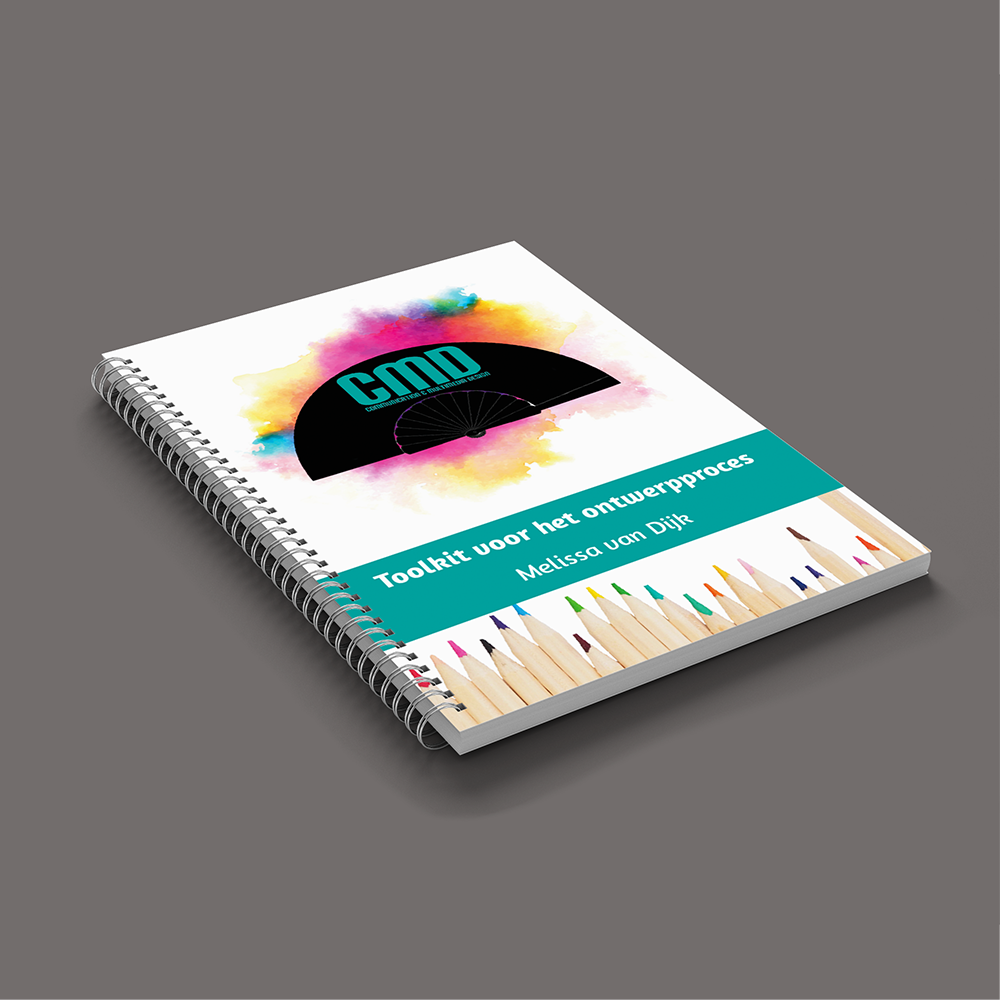 CMD
COMMUNICATION & MULTIMEDIA DESIGN
Toolkit voor het ontwerpproces
Melissa van Dijk